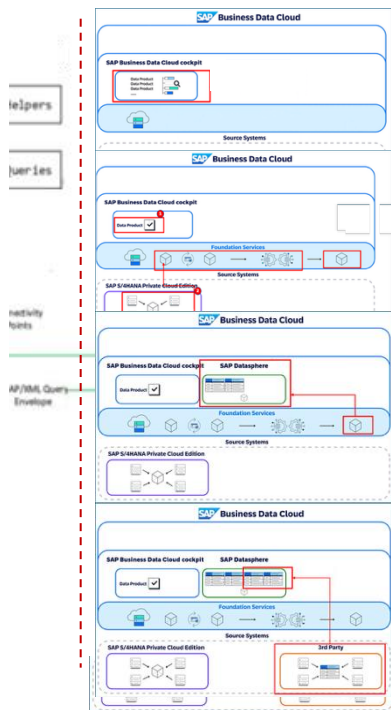 Helpers
Queries
Connectivity
Points
SOAP/XML Query
Envelope
SAP Business Data Cloud
SAP Business Data Cloud cockpit
Data Product
Data Product
Data Product
Source Systems
SAP Business Data Cloud
SAP Business Data Cloud cockpit
1
Data Product
Foundation Services
Source Systems
SAP S/4HANA Private Cloud Edition
2
SAP Business Data Cloud
SAP Business Data Cloud cockpit SAP Datasphere
Data Product
Foundation Services
Source Systems
SAP S/4HANA Private Cloud Edition
SAP Business Data Cloud
SAP Business Data Cloud cockpit SAP Datasphere
Data Product
Foundation Services
Source Systems
SAP S/4HANA Private Cloud Edition 3rd Party